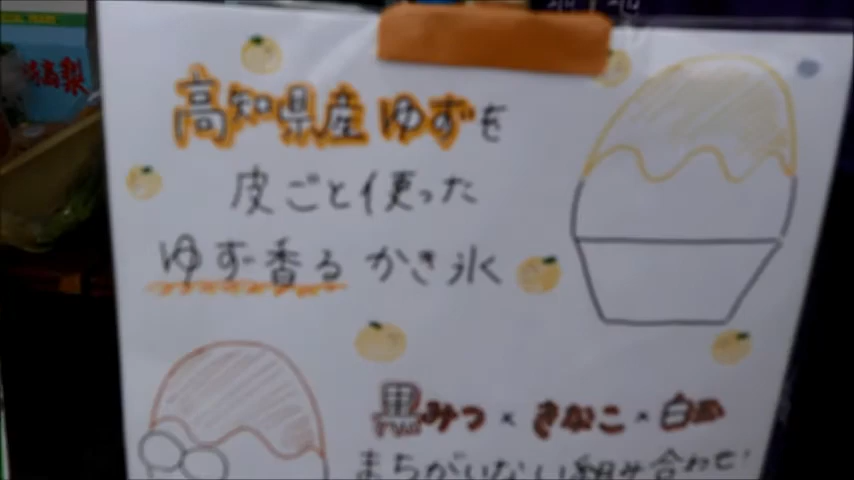 高知県産ゆずを
皮ごと使った
ゆず香るかき氷
黒みつ×きなこ×白玉
まちがいない組み合わせ!